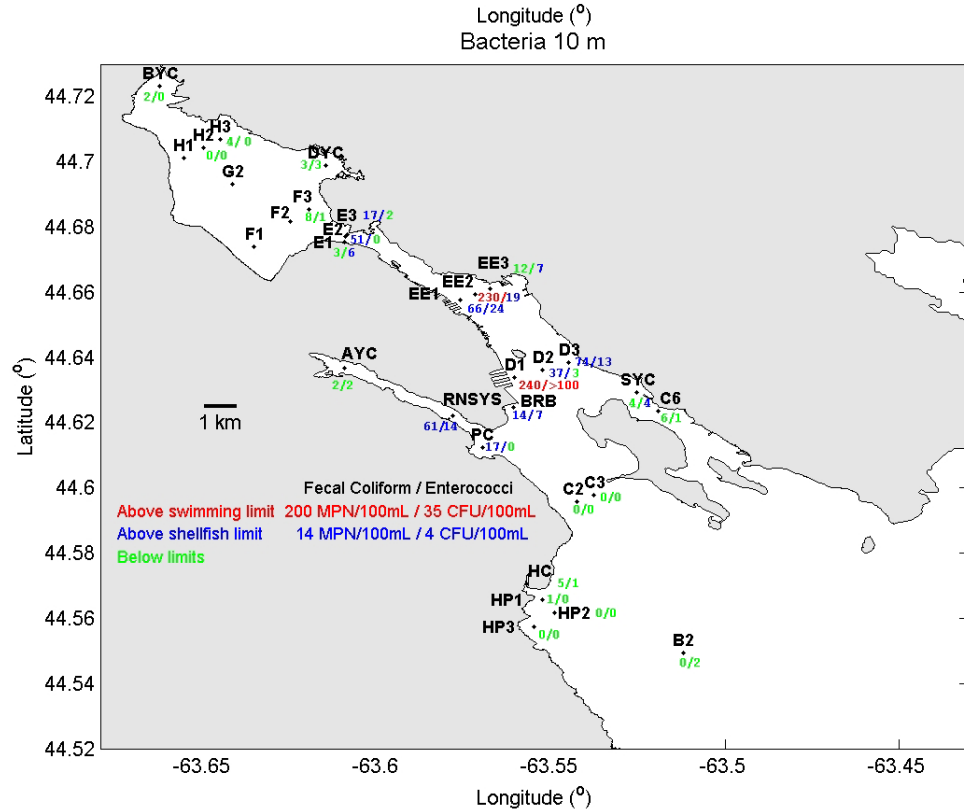 Longitude (o)
Bacteria 10 m
BYC
2/0
44.72
H3
H2
4/0
H1
0/0
DYC
3/3
44.7
G2
F3
8/1
F2
E3
17/2
44.68
E2
51/0
F1
E1
3/6
EE3
12/7
EE2
230/19
44.66
EE1
66/24
44.64
AYC
2/2
D1
D2
D3
74/13
37/3
240/>100
SYC
4/4
C6
6/1
1 km
RNSYS
61/14
BRB
14/7
44.62
PC
17/0
44.6
C2
C3
0/0
0/0
Fecal Coliform / Enterococci
Above swimming limit 200 MPN/100mL / 35 CFU/100mL
Above shellfish limit 14 MPN/100mL / 4 CFU/100mL
Below limits
44.58
HC
5/1
HP1
1/0
44.56
HP2
0/0
HP3
0/0
B2
0/2
44.54
44.52
Latitude (o)
-63.65
-63.6
-63.55
-63.5
-63.45
Longitude (o)